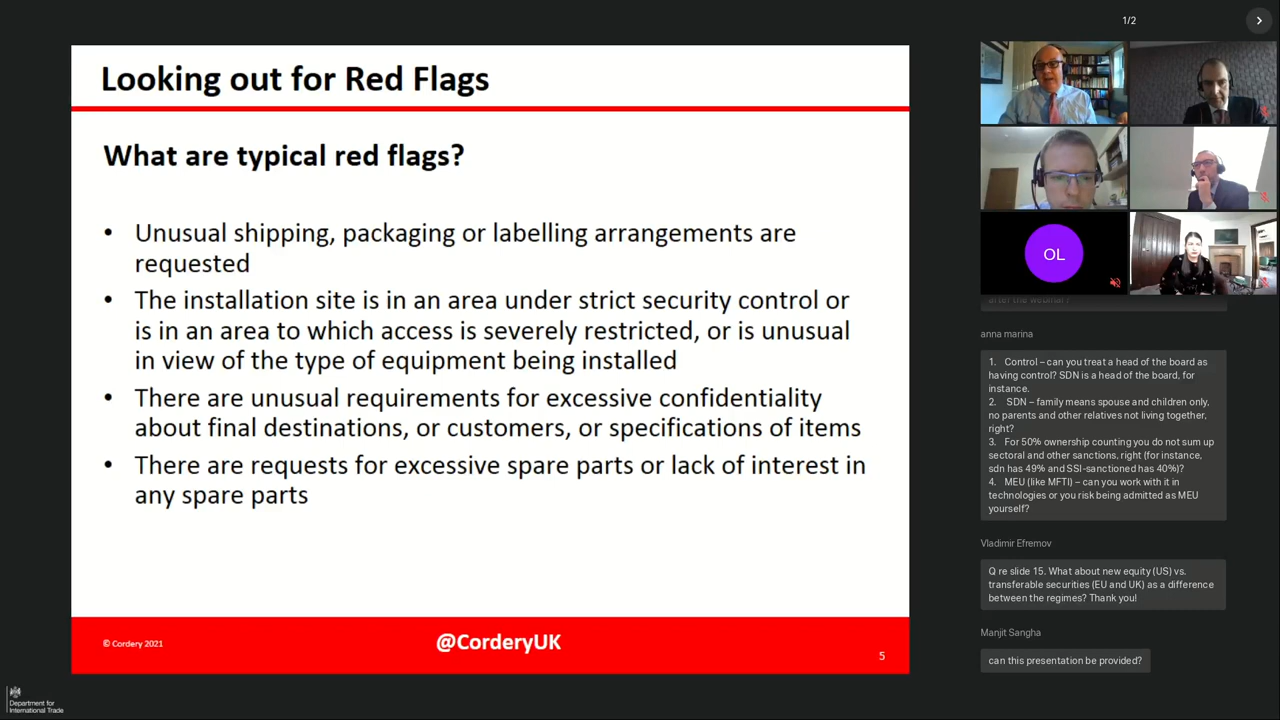 1/2
Looking out for Red Flags
What are typical red flags?
• Unusual shipping, packaging or labelling arrangements are
requested
• The installation site is in an area under strict security control or
is in an area to which access is severely restricted, or is unusual
in view of the type of equipment being installed
• There are unusual requirements for excessive confidentiality
about final destinations, or customers, or specifications of items
• There are requests for excessive spare parts or lack of interest in
any spare parts
© Cordery 2021
@CorderyUK
5
Department for
International Trade
OL
after the webinar?
anna marina
1. Control – can you treat a head of the board as
having control? SDN is a head of the board, for
instance.
2. SDN – family means spouse and children only,
no parents and other relatives not living together,
right?
3. For 50% ownership counting you do not sum up
sectoral and other sanctions, right (for instance,
sdn has 49% and SSI-sanctioned has 40%)?
4. MEU (like MFTI) – can you work with it in
technologies or you risk being admitted as MEU
yourself?
Vladimir Efremov
Q re slide 15. What about new equity (US) vs.
transferable securities (EU and UK) as a difference
between the regimes? Thank you!
Manjit Sangha
can this presentation be provided?